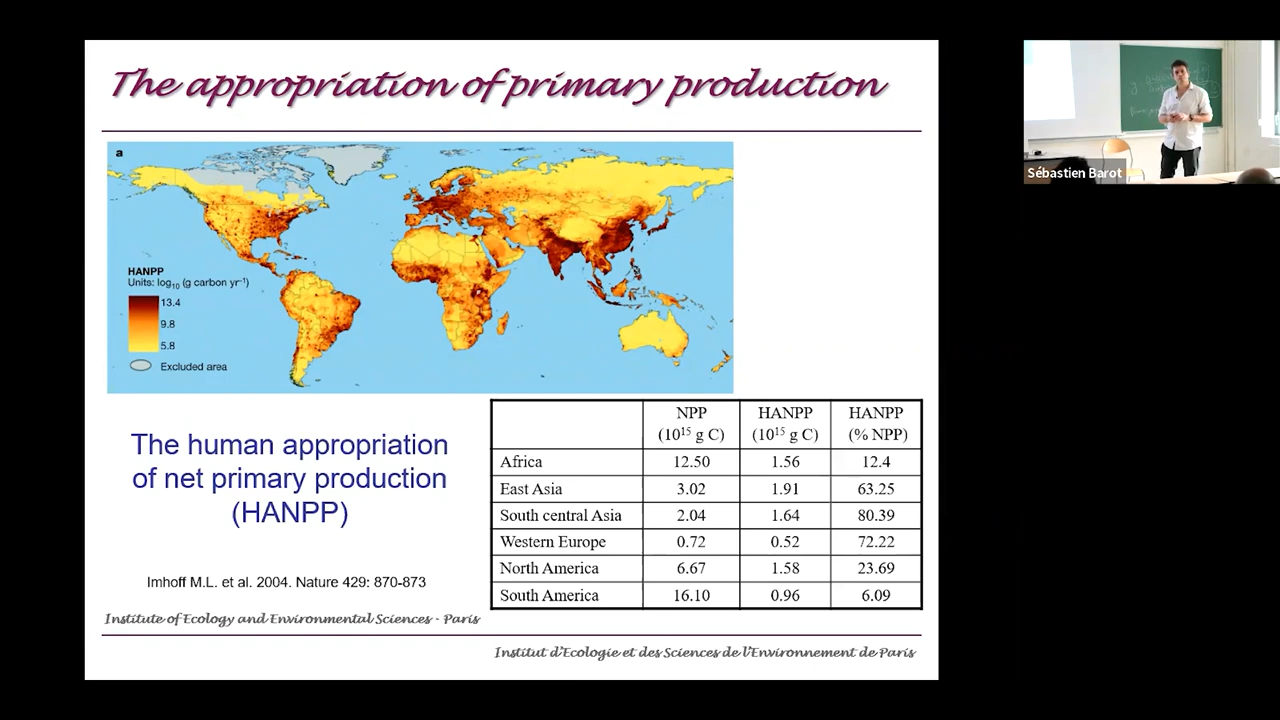 The appropriation of primary production
a
HANPP
Units: log10 (g carbon yr⁻¹)
13.4
9.8
5.8
Excluded area
The human appropriation
of net primary production
(HANPP)
Imhoff M.L. et al. 2004. Nature 429: 870-873
NPP HANPP HANPP
(10¹⁵ g C) (10¹⁵ g C) (% NPP)
Africa 12.50 1.56 12.4
East Asia 3.02 1.91 63.25
South central Asia 2.04 1.64 80.39
Western Europe 0.72 0.52 72.22
North America 6.67 1.58 23.69
South America 16.10 0.96 6.09
Institute of Ecology and Environmental Sciences - Paris
Institut d'Ecologie et des Sciences de l'Environnement de Paris
Sébastien Barot